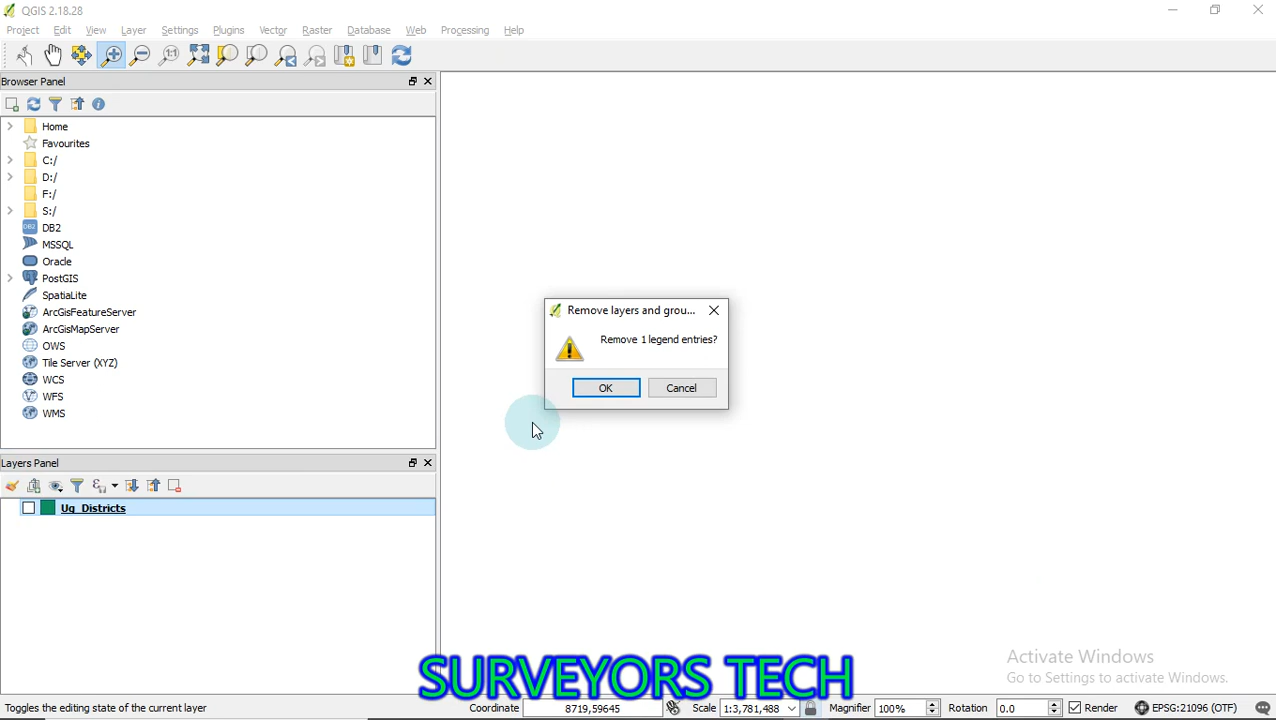 QGIS 2.18.28
Project Edit View Layer Settings Plugins Vector Raster Database Web Processing Help
Browser Panel
Home
Favourites
C:/
D:/
F:/
S:/
DB2
MSSQL
Oracle
PostGIS
SpatiaLite
ArcGisFeatureServer
ArcGisMapServer
OWS
Tile Server (XYZ)
WCS
WFS
WMS
Remove layers and grou...
Remove 1 legend entries?
OK Cancel
Layers Panel
Ug_Districts
SURVEYORS TECH
Activate Windows
Go to Settings to activate Windows.
Toggles the editing state of the current layer Coordinate 8719,59645 Scale 1:3,781,488 Magnifier 100% Rotation 0.0 Render EPSG:21096 (OTF)